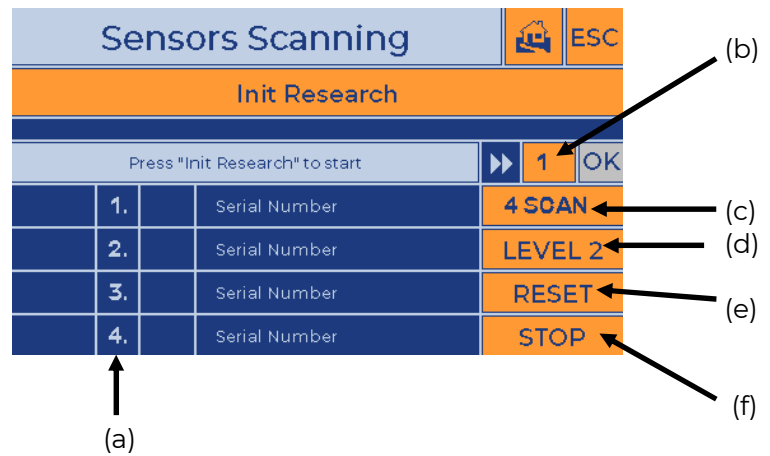 Sensors Scanning ESC
(b)
Init Research
Press "Init Research" to start 1 OK
1. Serial Number 4 SCAN
(c)
2. Serial Number LEVEL 2
(d)
3. Serial Number RESET
(e)
4. Serial Number STOP
(f)
(a)